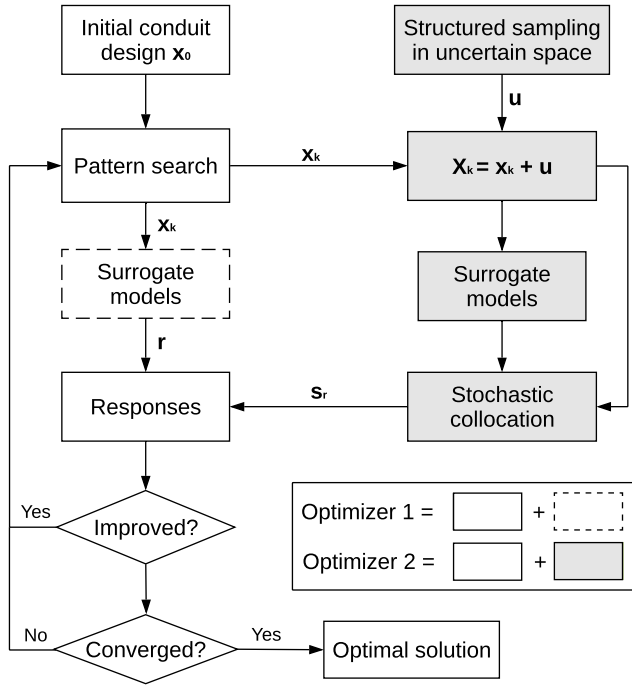 Initial conduit
design x₀
Structured sampling
in uncertain space
u
Pattern search
xₖ
Xₖ = xₖ + u
xₖ
Surrogate
models
Surrogate
models
r
Responses
sᵣ
Stochastic
collocation
Yes
Improved?
Optimizer 1 =
+
Optimizer 2 =
+
No
Converged?
Yes
Optimal solution